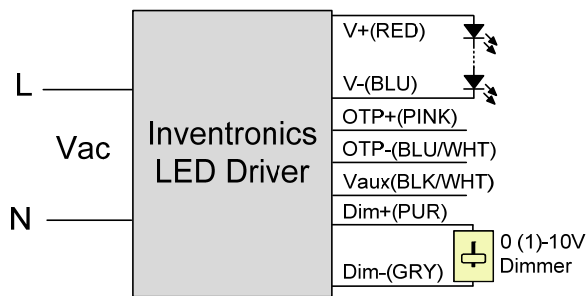 V+(RED)
L
V-(BLU)
OTP+(PINK)
Vac
Inventronics
LED Driver
OTP-(BLU/WHT)
Vaux(BLK/WHT)
Dim+(PUR)
N
0 (1)-10V
Dimmer
Dim-(GRY)